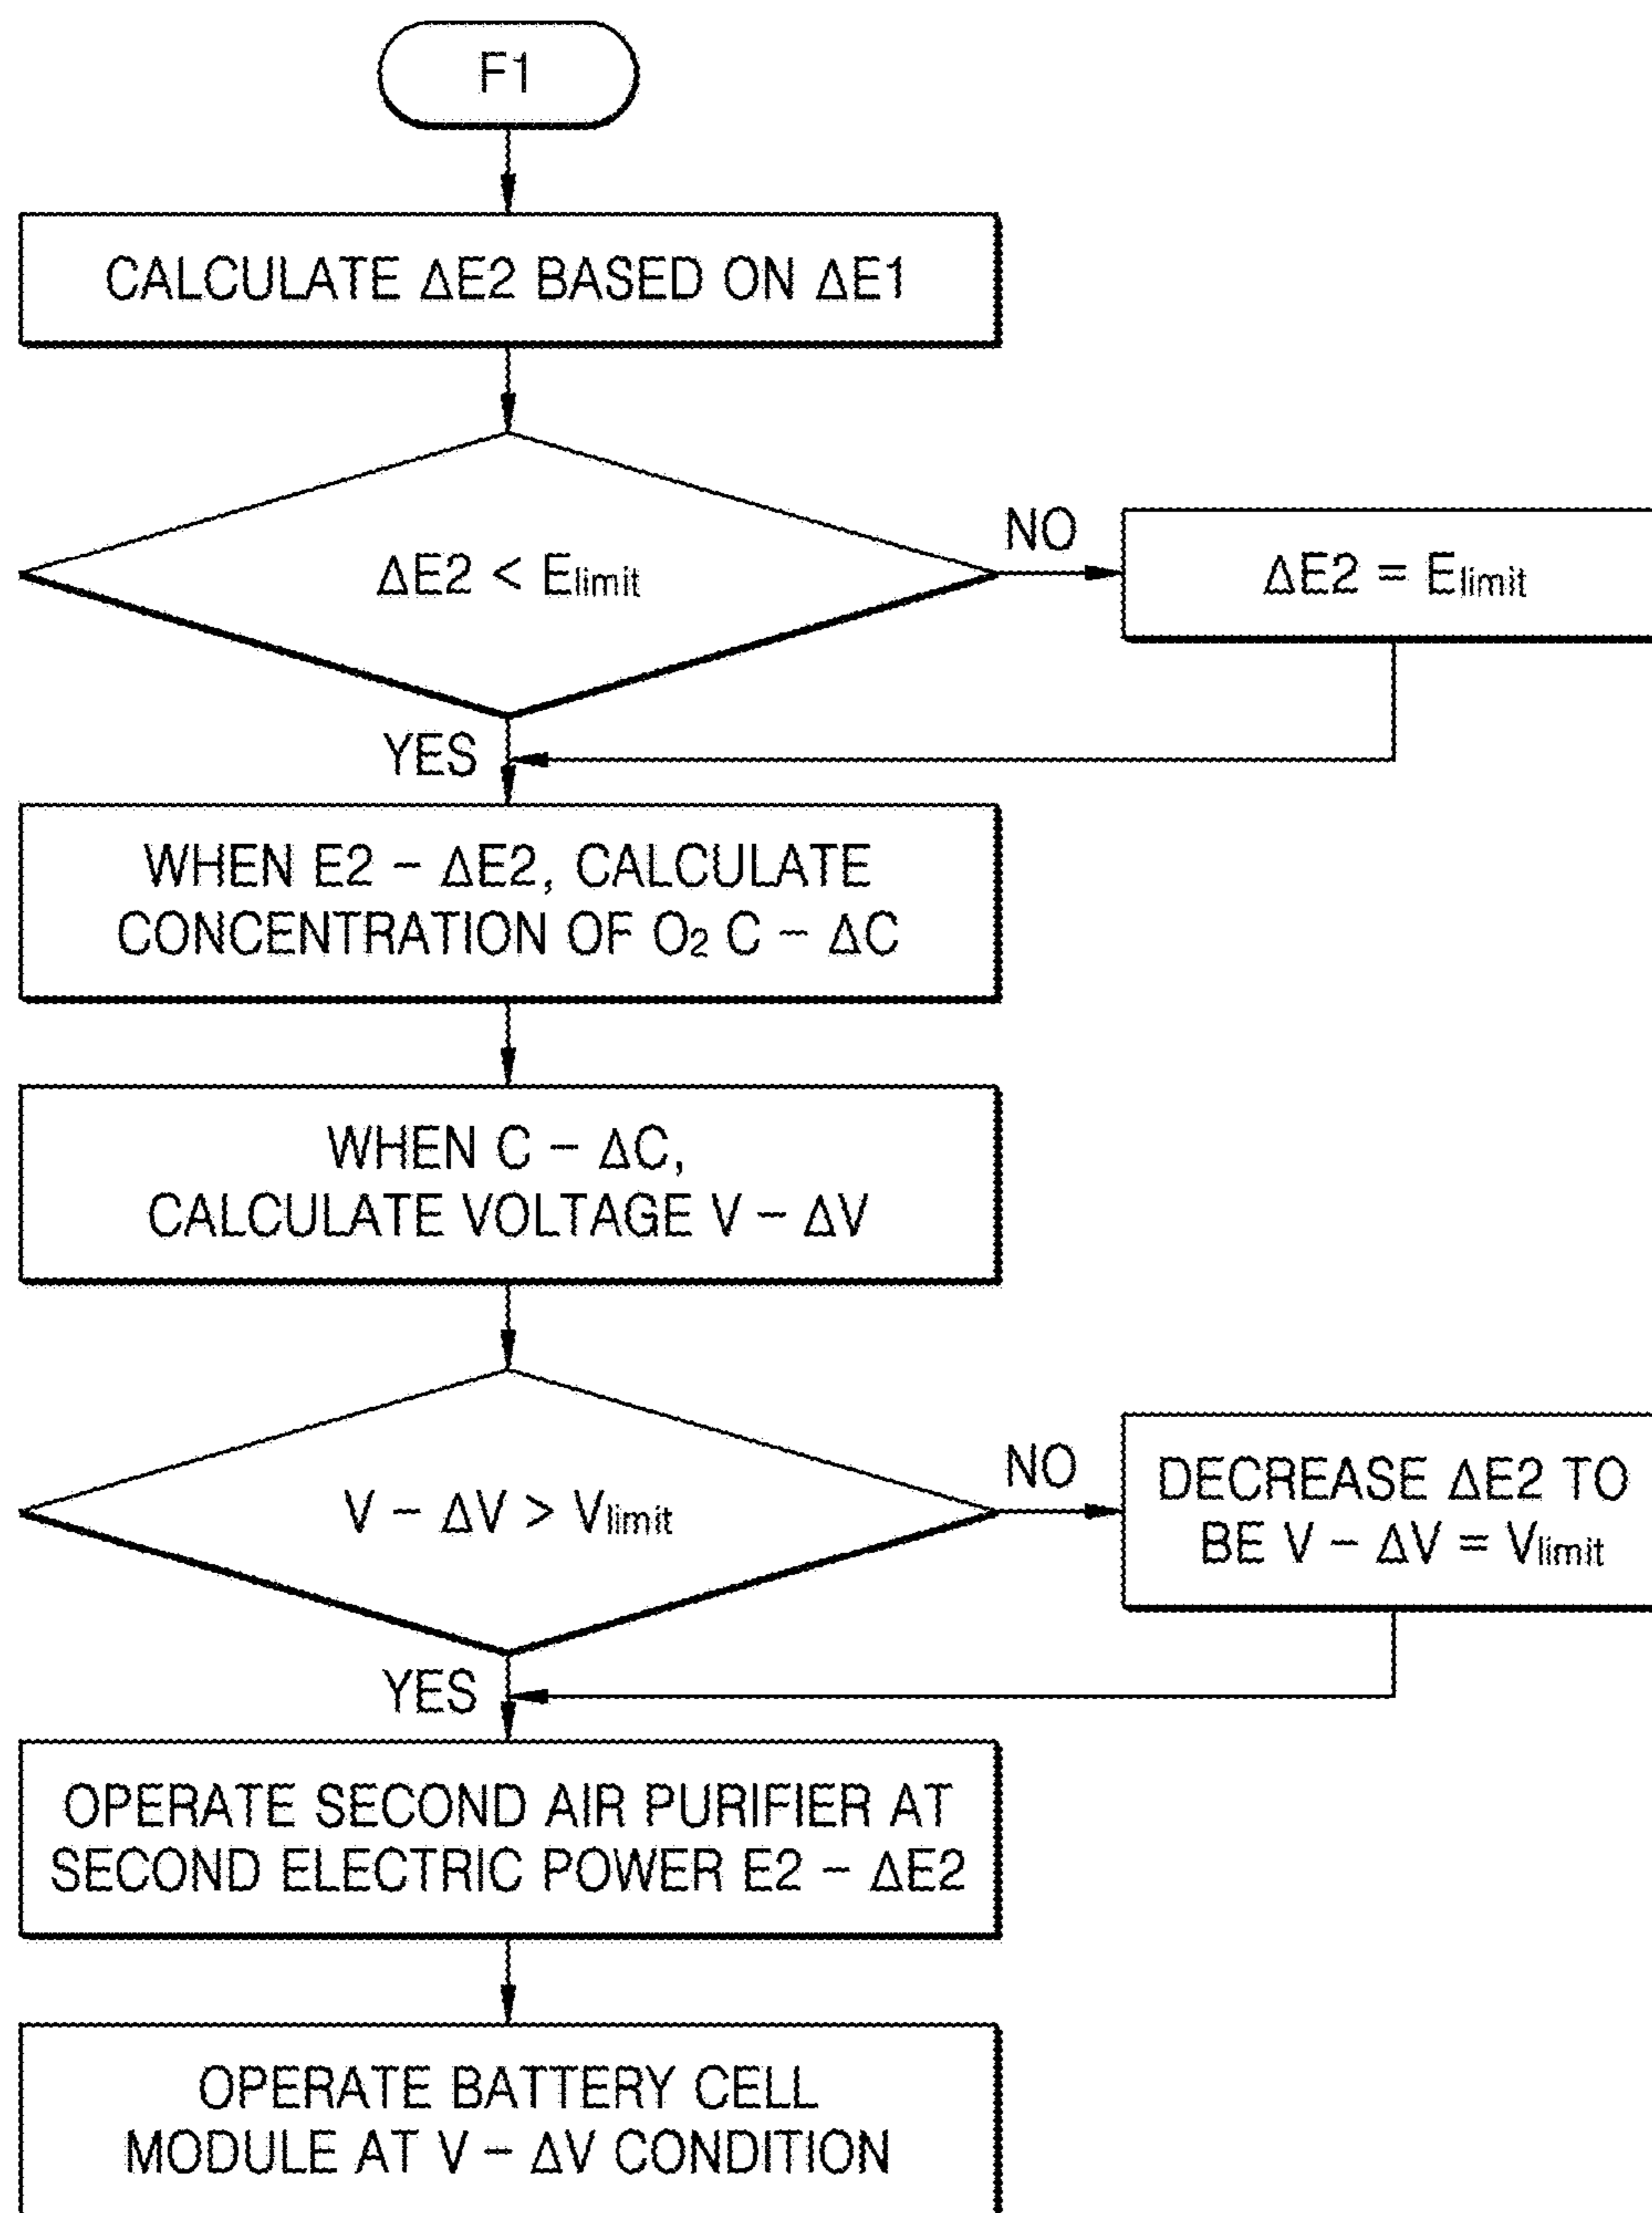 F1
CALCULATE ΔE2 BASED ON ΔE1
ΔE2 < Elimit
NO
ΔE2 = Elimit
YES
WHEN E2 – ΔE2, CALCULATE
CONCENTRATION OF O₂ C – ΔC
WHEN C – ΔC,
CALCULATE VOLTAGE V – ΔV
V – ΔV > Vlimit
NO
DECREASE ΔE2 TO
BE V – ΔV = Vlimit
YES
OPERATE SECOND AIR PURIFIER AT
SECOND ELECTRIC POWER E2 – ΔE2
OPERATE BATTERY CELL
MODULE AT V – ΔV CONDITION